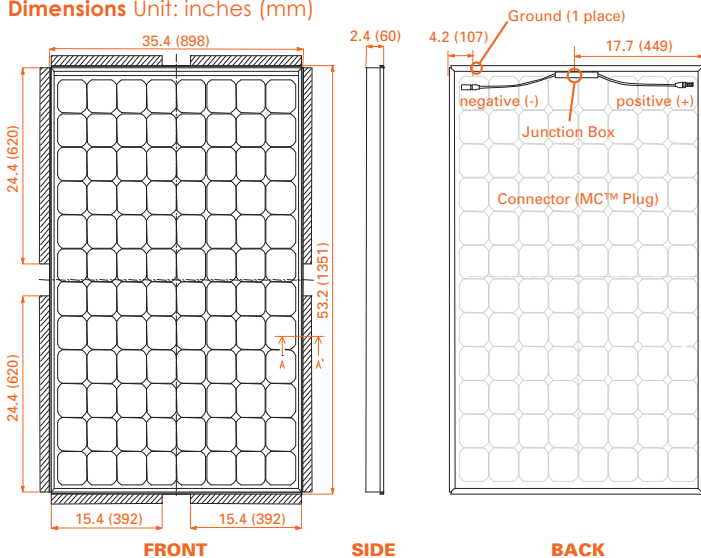 Dimensions Unit: inches (mm)
35.4 (898)
2.4 (60)
4.2 (107)
Ground (1 place)
17.7 (449)
negative (-)
positive (+)
Junction Box
Connector (MC™ Plug)
24.4 (620)
53.2 (1351)
A
A'
24.4 (620)
15.4 (392)
15.4 (392)
FRONT
SIDE
BACK